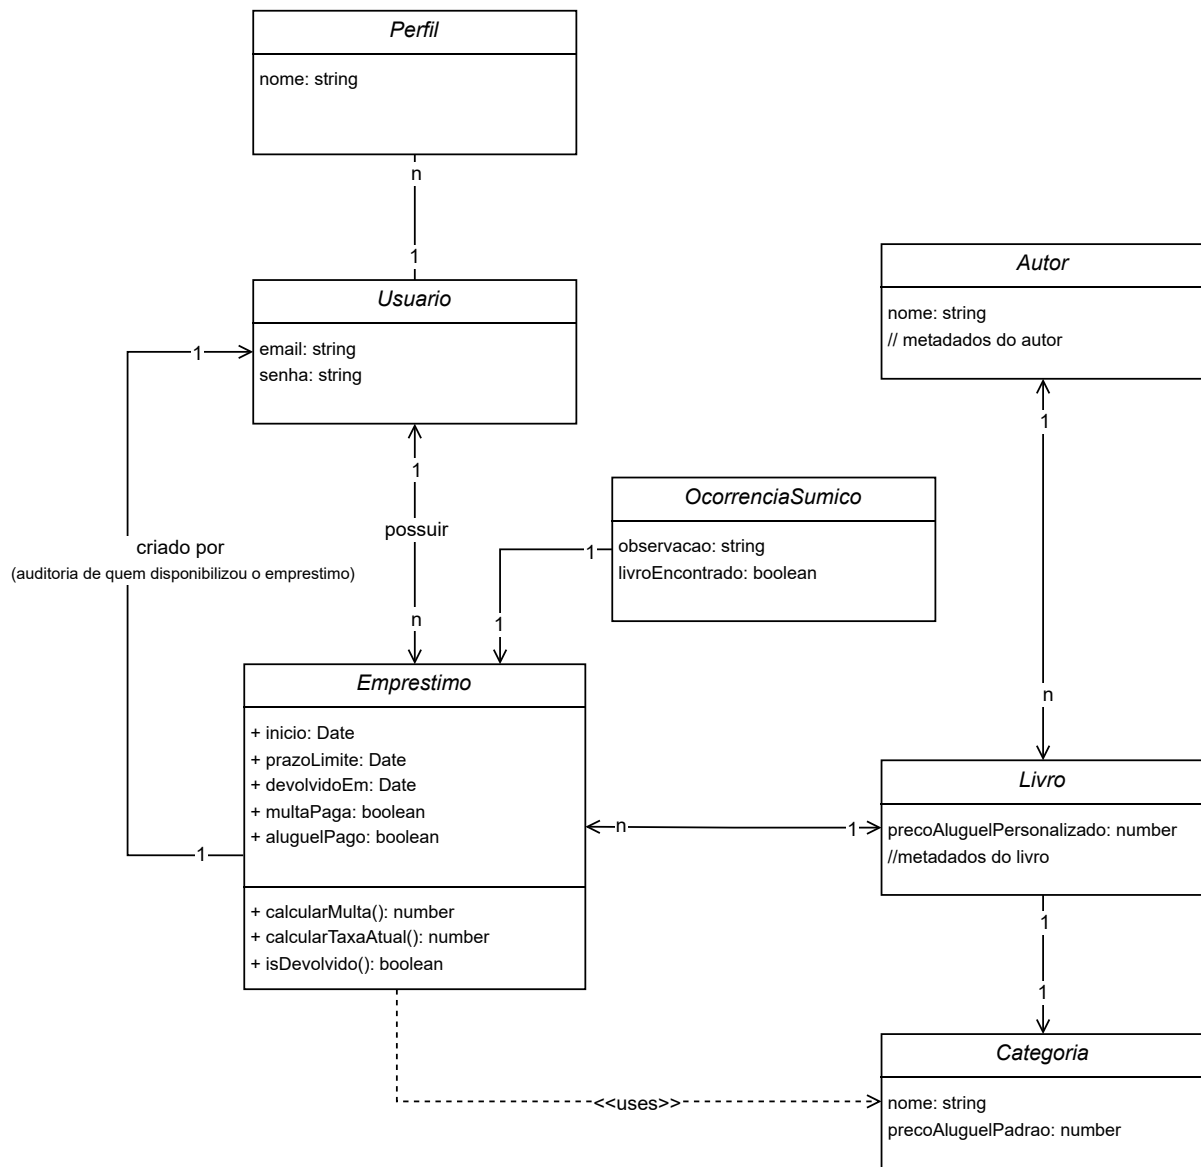 Perfil
nome: string
n
1
Usuario
email: string
senha: string
1
1
possuir
n
criado por
(auditoria de quem disponibilizou o emprestimo)
1
Autor
nome: string
// metadados do autor
1
n
OcorrenciaSumico
observacao: string
livroEncontrado: boolean
1
1
Emprestimo
+ inicio: Date
+ prazoLimite: Date
+ devolvidoEm: Date
+ multaPaga: boolean
+ aluguelPago: boolean
+ calcularMulta(): number
+ calcularTaxaAtual(): number
+ isDevolvido(): boolean
n
1
Livro
precoAluguelPersonalizado: number
//metadados do livro
1
1
<<uses>>
Categoria
nome: string
precoAluguelPadrao: number